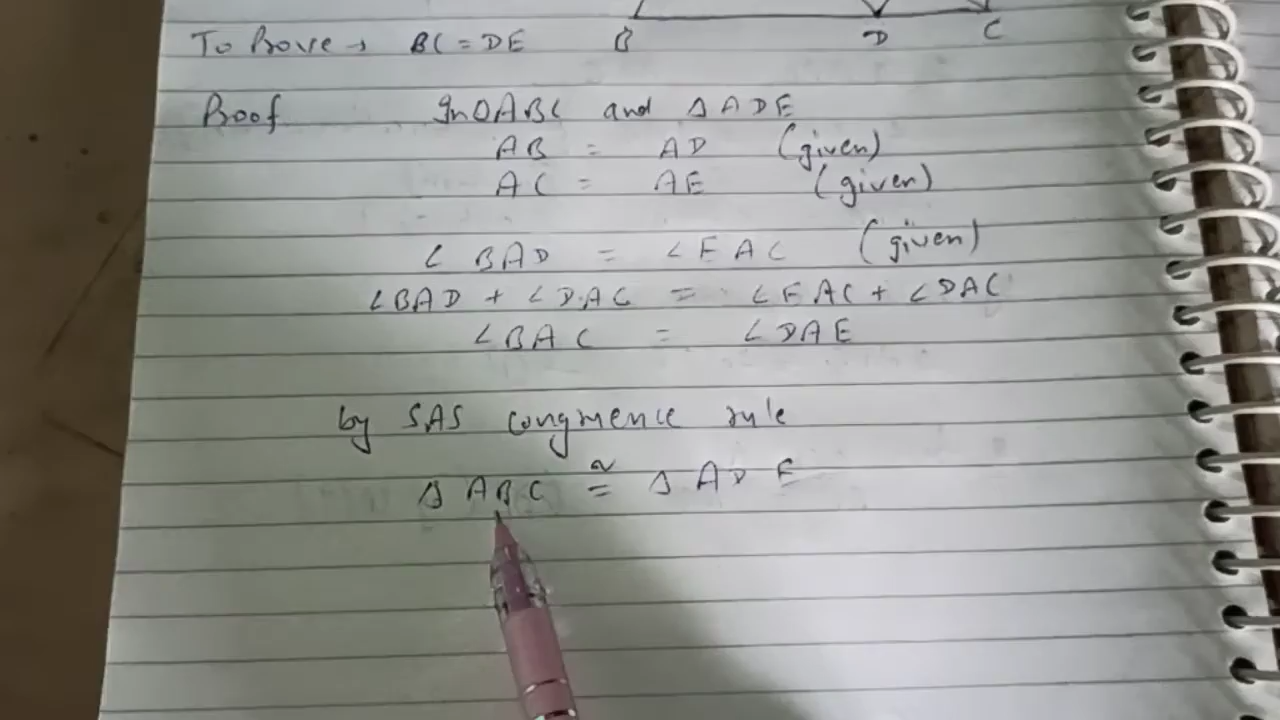 B D C
To Prove → BC = DE
Proof In ΔABC and ΔADE
AB = AD (given)
AC = AE (given)
∠BAD = ∠EAC (given)
∠BAD + ∠DAC = ∠EAC + ∠DAC
∠BAC = ∠DAE
by SAS congruence rule
ΔABC ≅ ΔADE